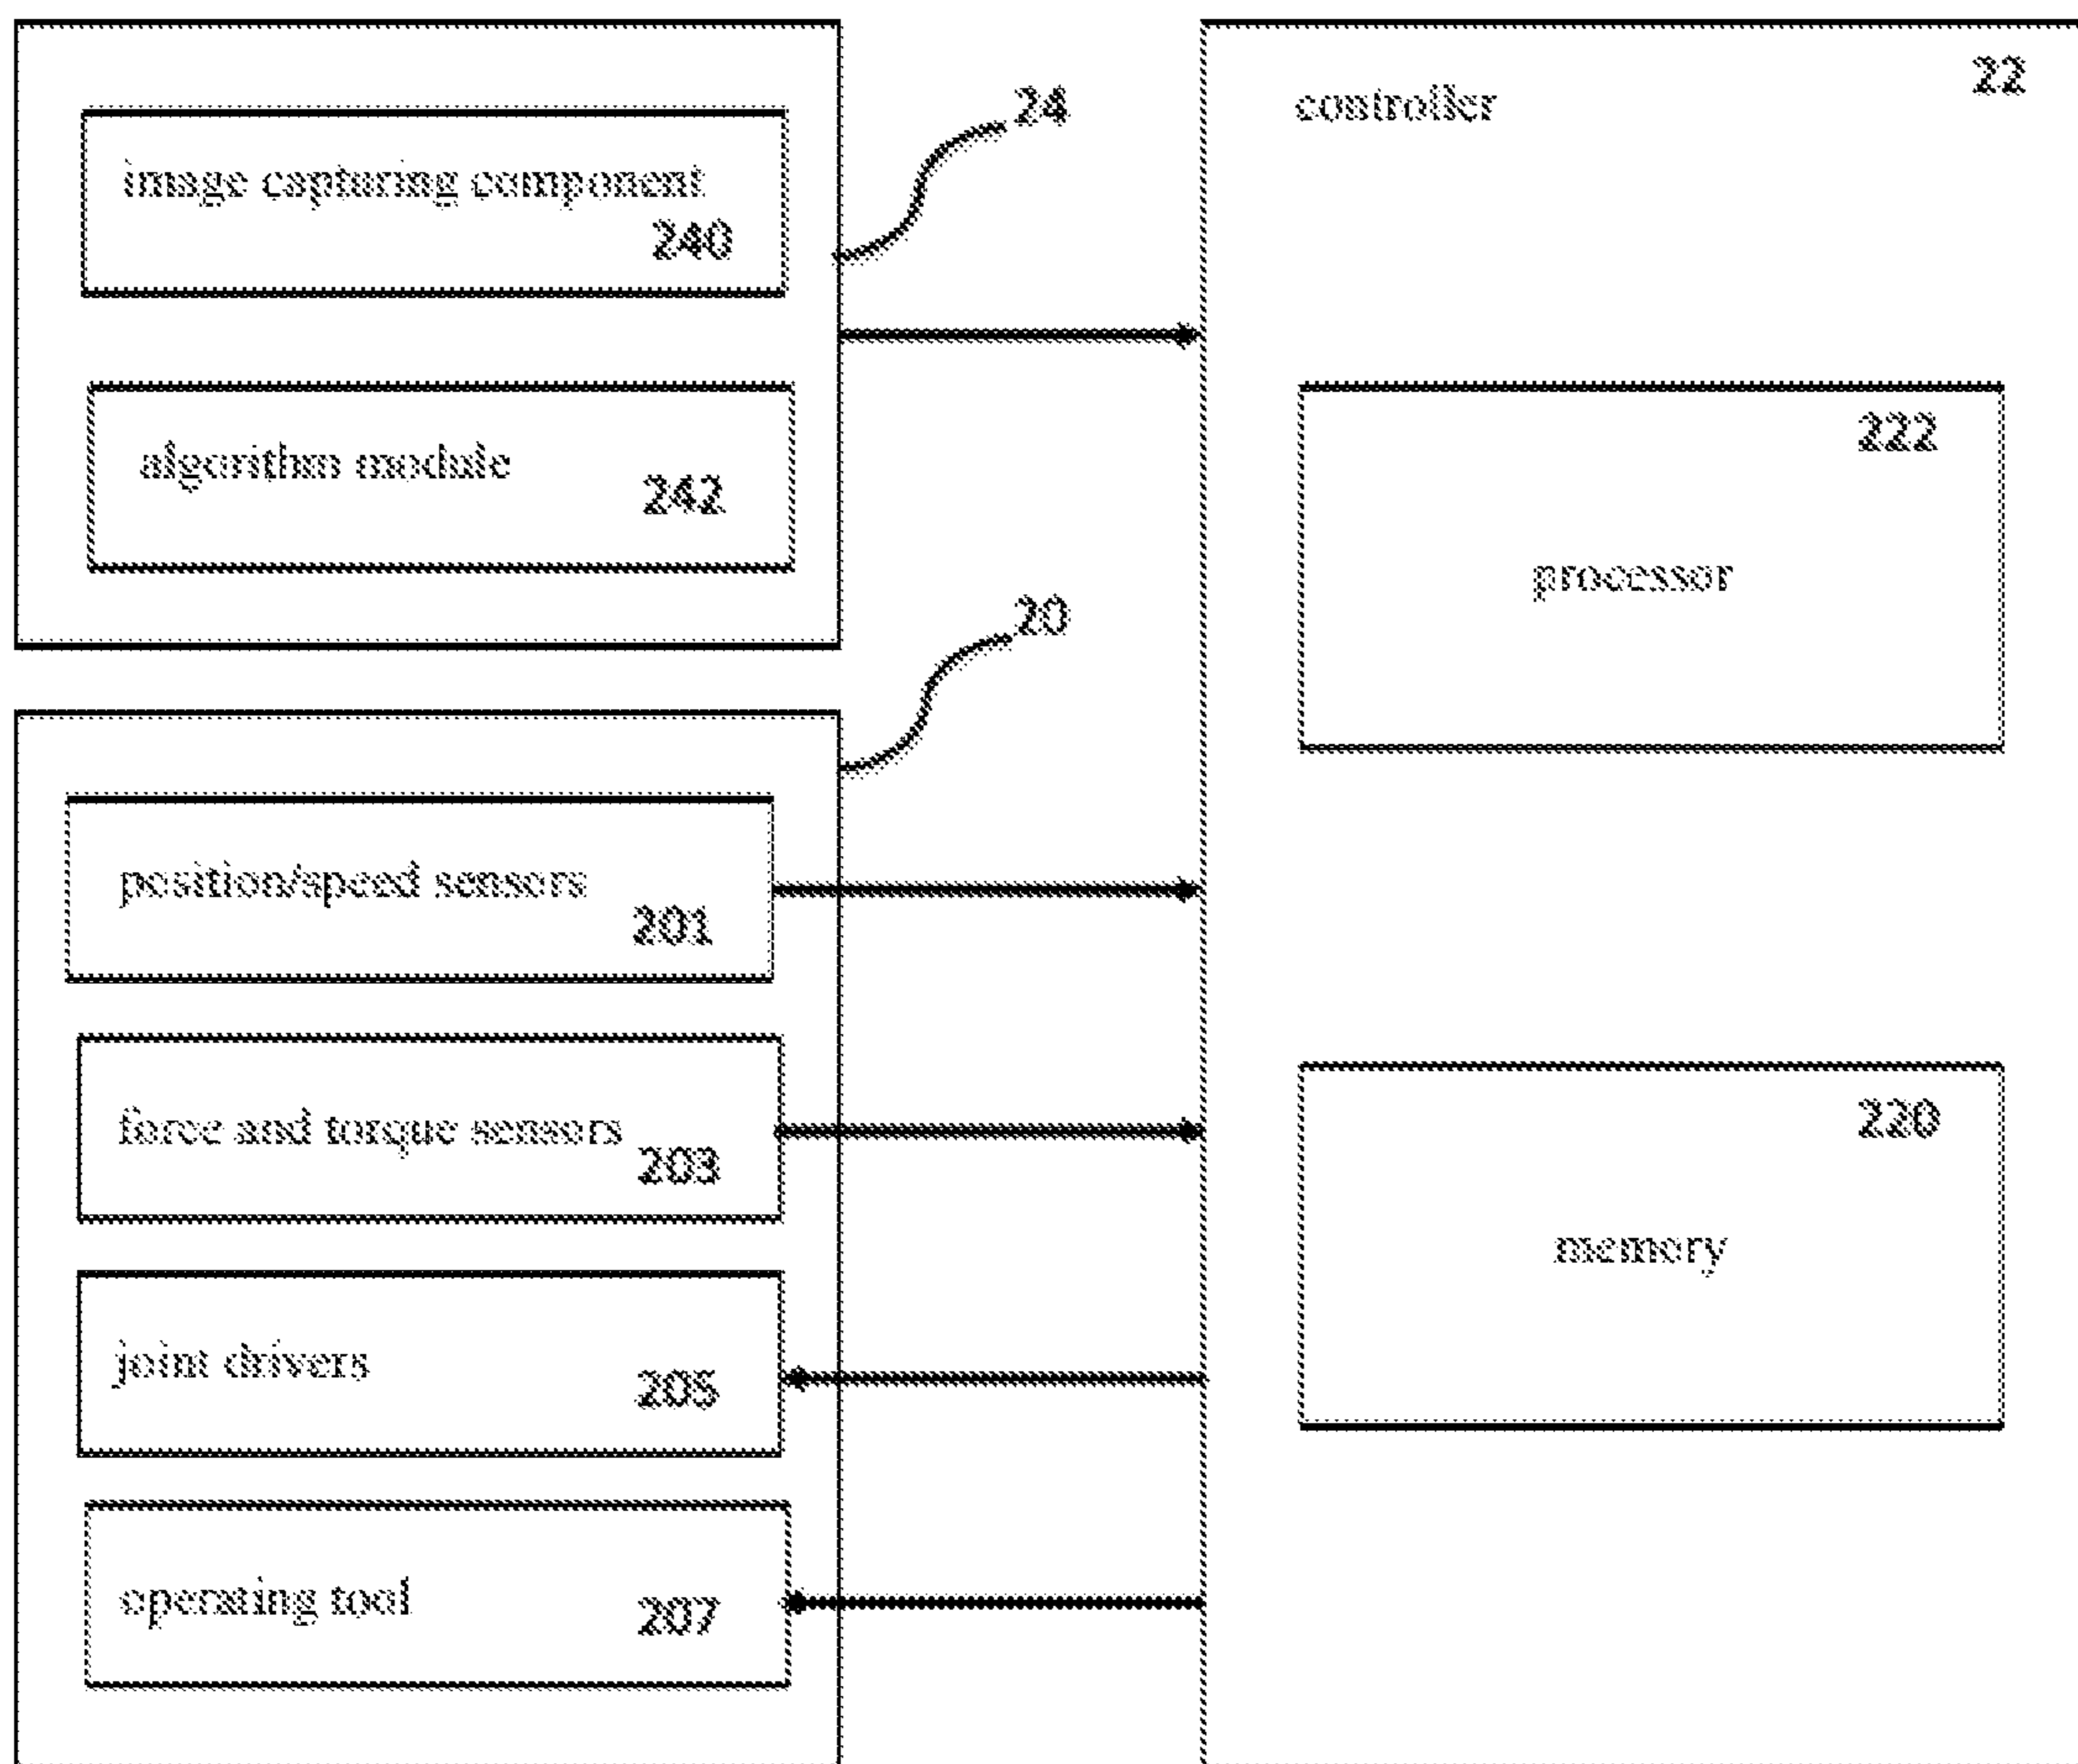 image capturing component
240
algorithm module
242
24
20
position/speed sensors
201
force and torque sensors
203
joint drivers
205
operating tool
207
22
controller
222
processor
220
memory